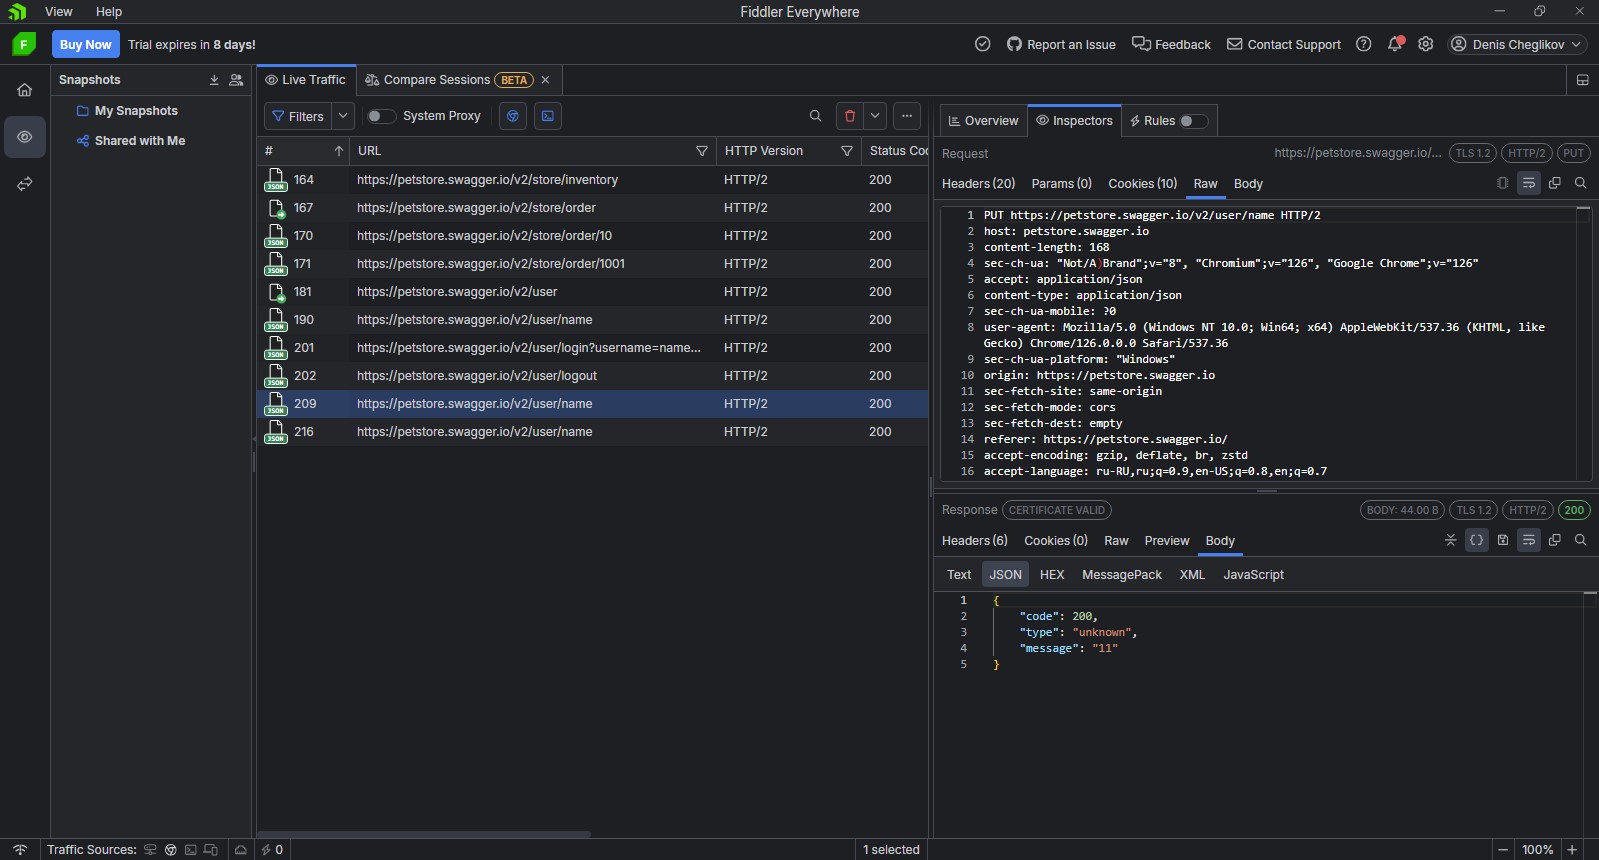 View Help Fiddler Everywhere
F Buy Now Trial expires in 8 days! Report an Issue Feedback Contact Support Denis Cheglikov
Snapshots
My Snapshots
Shared with Me
Live Traffic Compare Sessions BETA
Filters System Proxy
# URL HTTP Version Status Coo
JSON 164 https://petstore.swagger.io/v2/store/inventory HTTP/2 200
167 https://petstore.swagger.io/v2/store/order HTTP/2 200
JSON 170 https://petstore.swagger.io/v2/store/order/10 HTTP/2 200
JSON 171 https://petstore.swagger.io/v2/store/order/1001 HTTP/2 200
181 https://petstore.swagger.io/v2/user HTTP/2 200
JSON 190 https://petstore.swagger.io/v2/user/name HTTP/2 200
JSON 201 https://petstore.swagger.io/v2/user/login?username=name... HTTP/2 200
JSON 202 https://petstore.swagger.io/v2/user/logout HTTP/2 200
JSON 209 https://petstore.swagger.io/v2/user/name HTTP/2 200
JSON 216 https://petstore.swagger.io/v2/user/name HTTP/2 200
Overview Inspectors Rules
Request https://petstore.swagger.io/... TLS 1.2 HTTP/2 PUT
Headers (20) Params (0) Cookies (10) Raw Body
1 PUT https://petstore.swagger.io/v2/user/name HTTP/2
2 host: petstore.swagger.io
3 content-length: 168
4 sec-ch-ua: "Not/A)Brand";v="8", "Chromium";v="126", "Google Chrome";v="126"
5 accept: application/json
6 content-type: application/json
7 sec-ch-ua-mobile: ?0
8 user-agent: Mozilla/5.0 (Windows NT 10.0; Win64; x64) AppleWebKit/537.36 (KHTML, like
Gecko) Chrome/126.0.0.0 Safari/537.36
9 sec-ch-ua-platform: "Windows"
10 origin: https://petstore.swagger.io
11 sec-fetch-site: same-origin
12 sec-fetch-mode: cors
13 sec-fetch-dest: empty
14 referer: https://petstore.swagger.io/
15 accept-encoding: gzip, deflate, br, zstd
16 accept-language: ru-RU,ru;q=0.9,en-US;q=0.8,en;q=0.7
Response CERTIFICATE VALID BODY: 44.00 B TLS 1.2 HTTP/2 200
Headers (6) Cookies (0) Raw Preview Body
Text JSON HEX MessagePack XML JavaScript
1 {
2 "code": 200,
3 "type": "unknown",
4 "message": "11"
5 }
Traffic Sources: 0 1 selected 100%